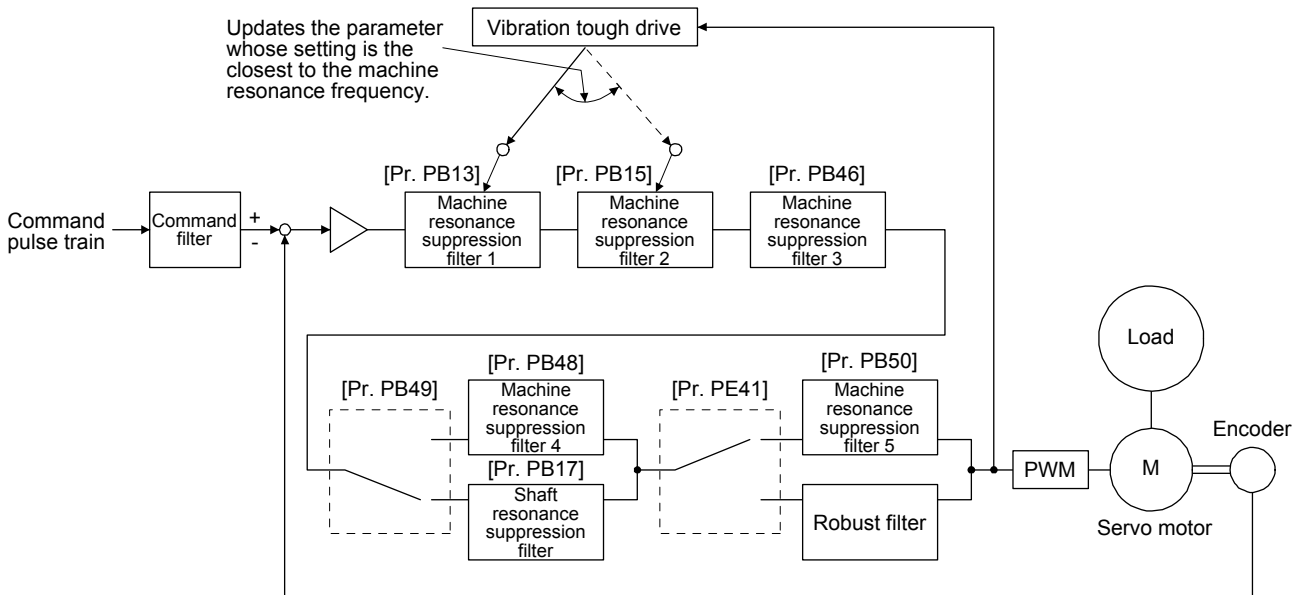 Updates the parameter
whose setting is the
closest to the machine
resonance frequency.
Vibration tough drive
[Pr. PB13]
[Pr. PB15]
[Pr. PB46]
Command
pulse train
Command
filter
+
-
Machine
resonance
suppression
filter 1
Machine
resonance
suppression
filter 2
Machine
resonance
suppression
filter 3
Load
[Pr. PB49]
[Pr. PB48]
Machine
resonance
suppression
filter 4
[Pr. PB17]
Shaft
resonance
suppression
filter
[Pr. PE41]
[Pr. PB50]
Machine
resonance
suppression
filter 5
Robust filter
PWM
M
Servo motor
Encoder